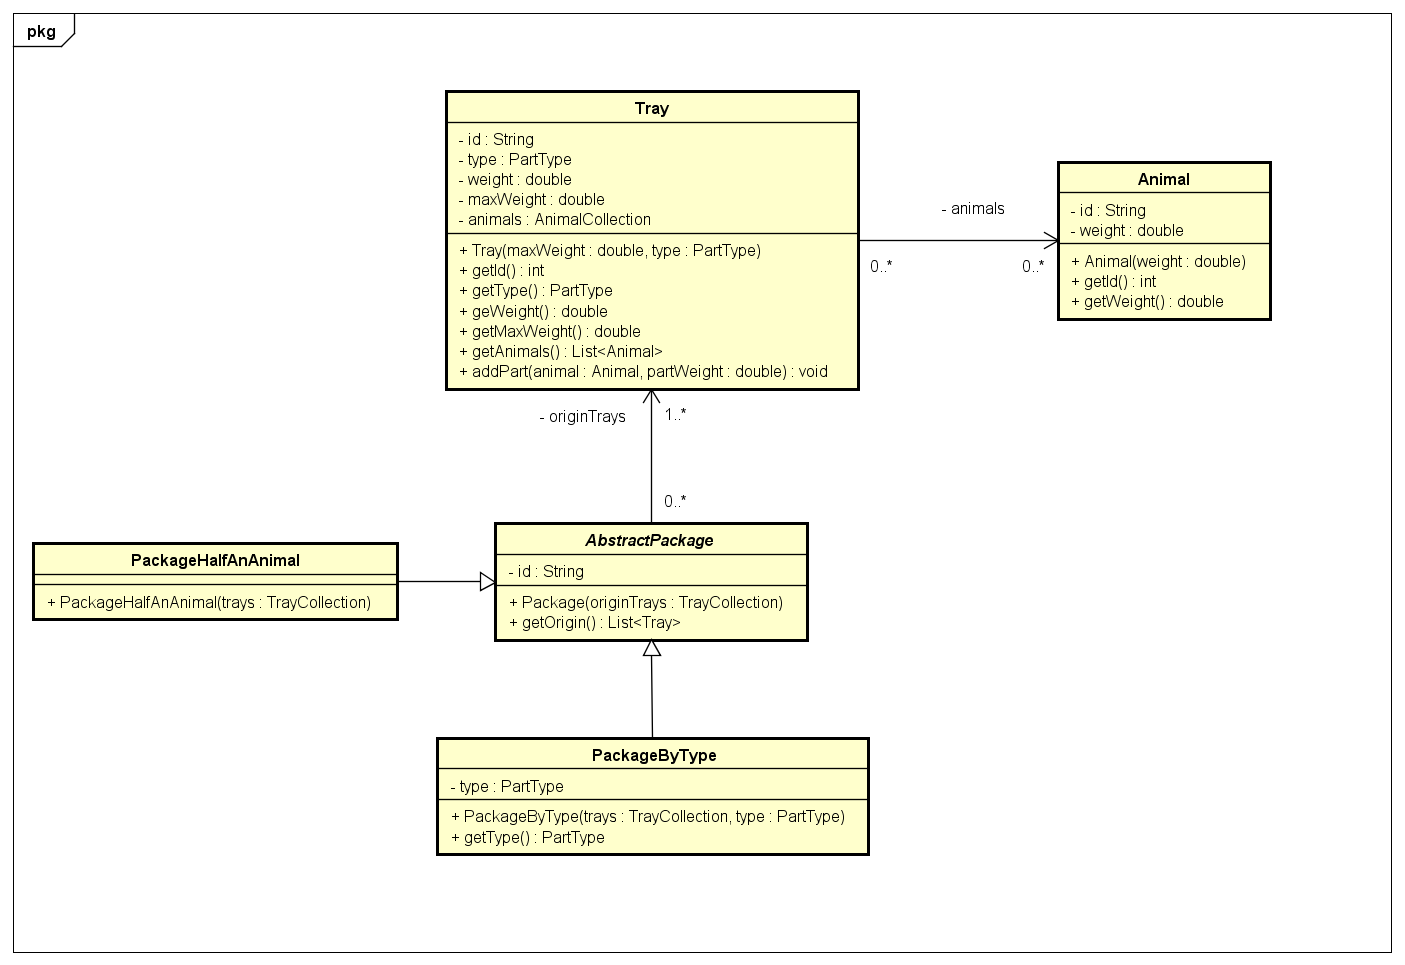 pkg
Tray
- id : String
- type : PartType
- weight : double
- maxWeight : double
- animals : AnimalCollection
+ Tray(maxWeight : double, type : PartType)
+ getId() : int
+ getType() : PartType
+ geWeight() : double
+ getMaxWeight() : double
+ getAnimals() : List<Animal>
+ addPart(animal : Animal, partWeight : double) : void
- animals
0..*
0..*
Animal
- id : String
- weight : double
+ Animal(weight : double)
+ getId() : int
+ getWeight() : double
- originTrays
1..*
0..*
PackageHalfAnAnimal
+ PackageHalfAnAnimal(trays : TrayCollection)
AbstractPackage
- id : String
+ Package(originTrays : TrayCollection)
+ getOrigin() : List<Tray>
PackageByType
- type : PartType
+ PackageByType(trays : TrayCollection, type : PartType)
+ getType() : PartType